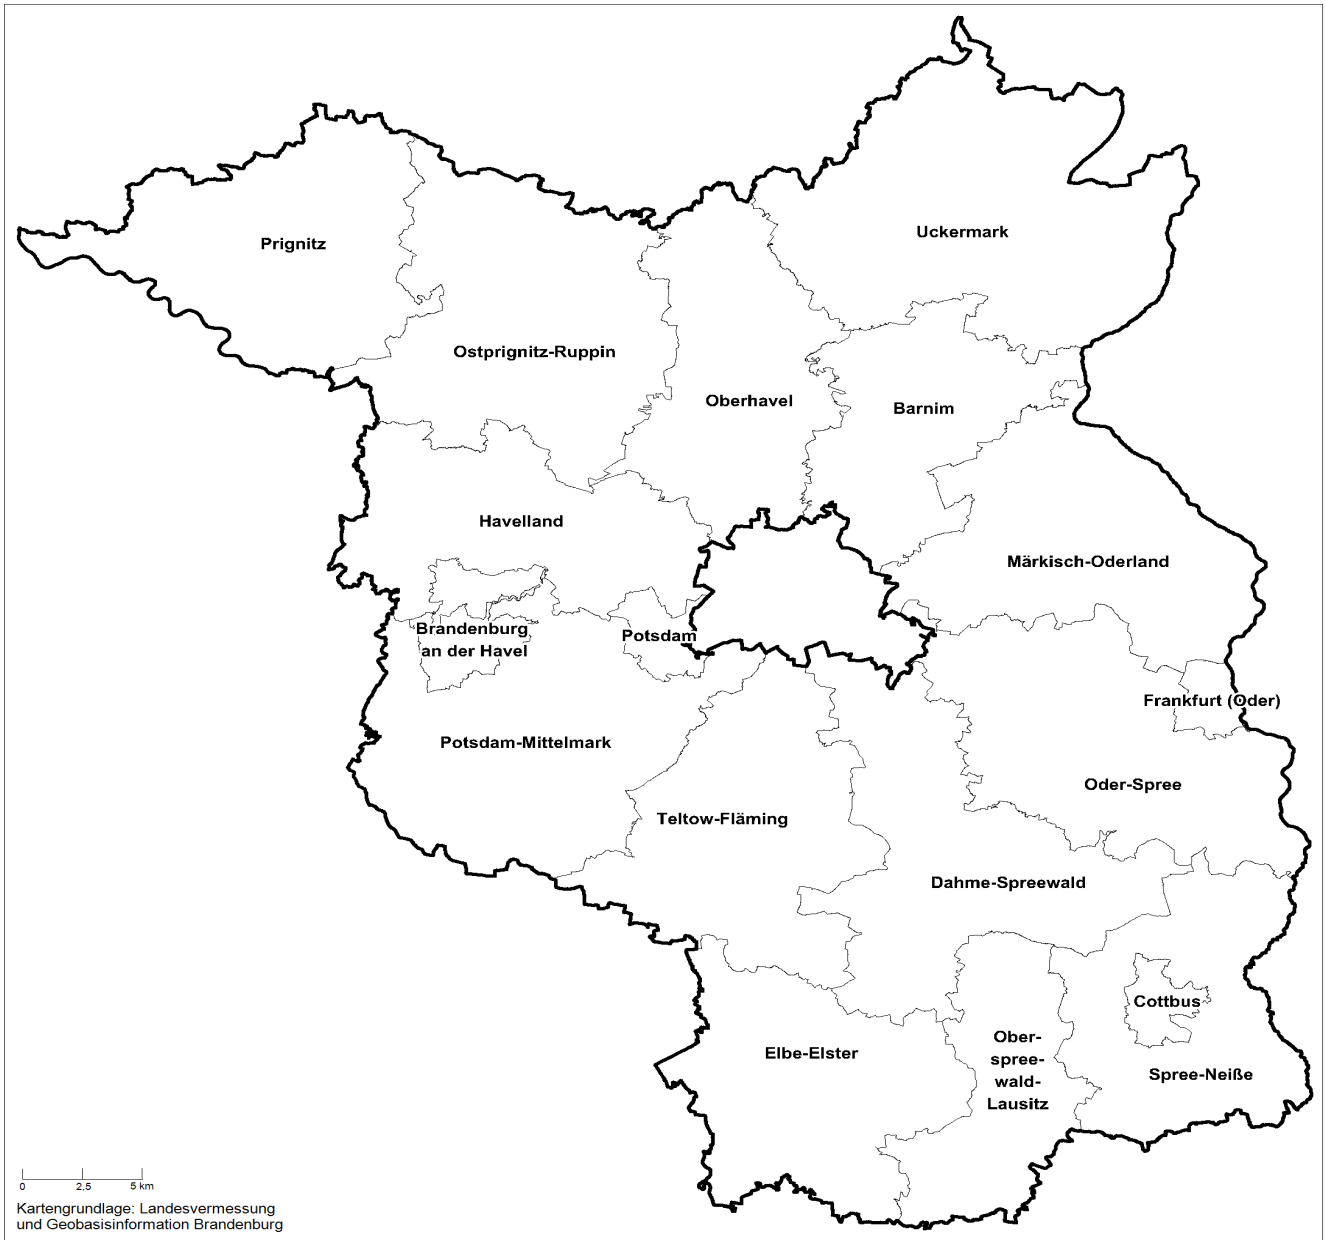 Uckermark
Prignitz
Ostprignitz-Ruppin
Oberhavel
Barnim
Havelland
Märkisch-Oderland
Brandenburg
an der Havel
Potsdam
Frankfurt (Oder)
Potsdam-Mittelmark
Oder-Spree
Teltow-Fläming
Dahme-Spreewald
Cottbus
Elbe-Elster
Ober-
spree-
wald-
Lausitz
Spree-Neiße
0 2,5 5 km
Kartengrundlage: Landesvermessung
und Geobasisinformation Brandenburg